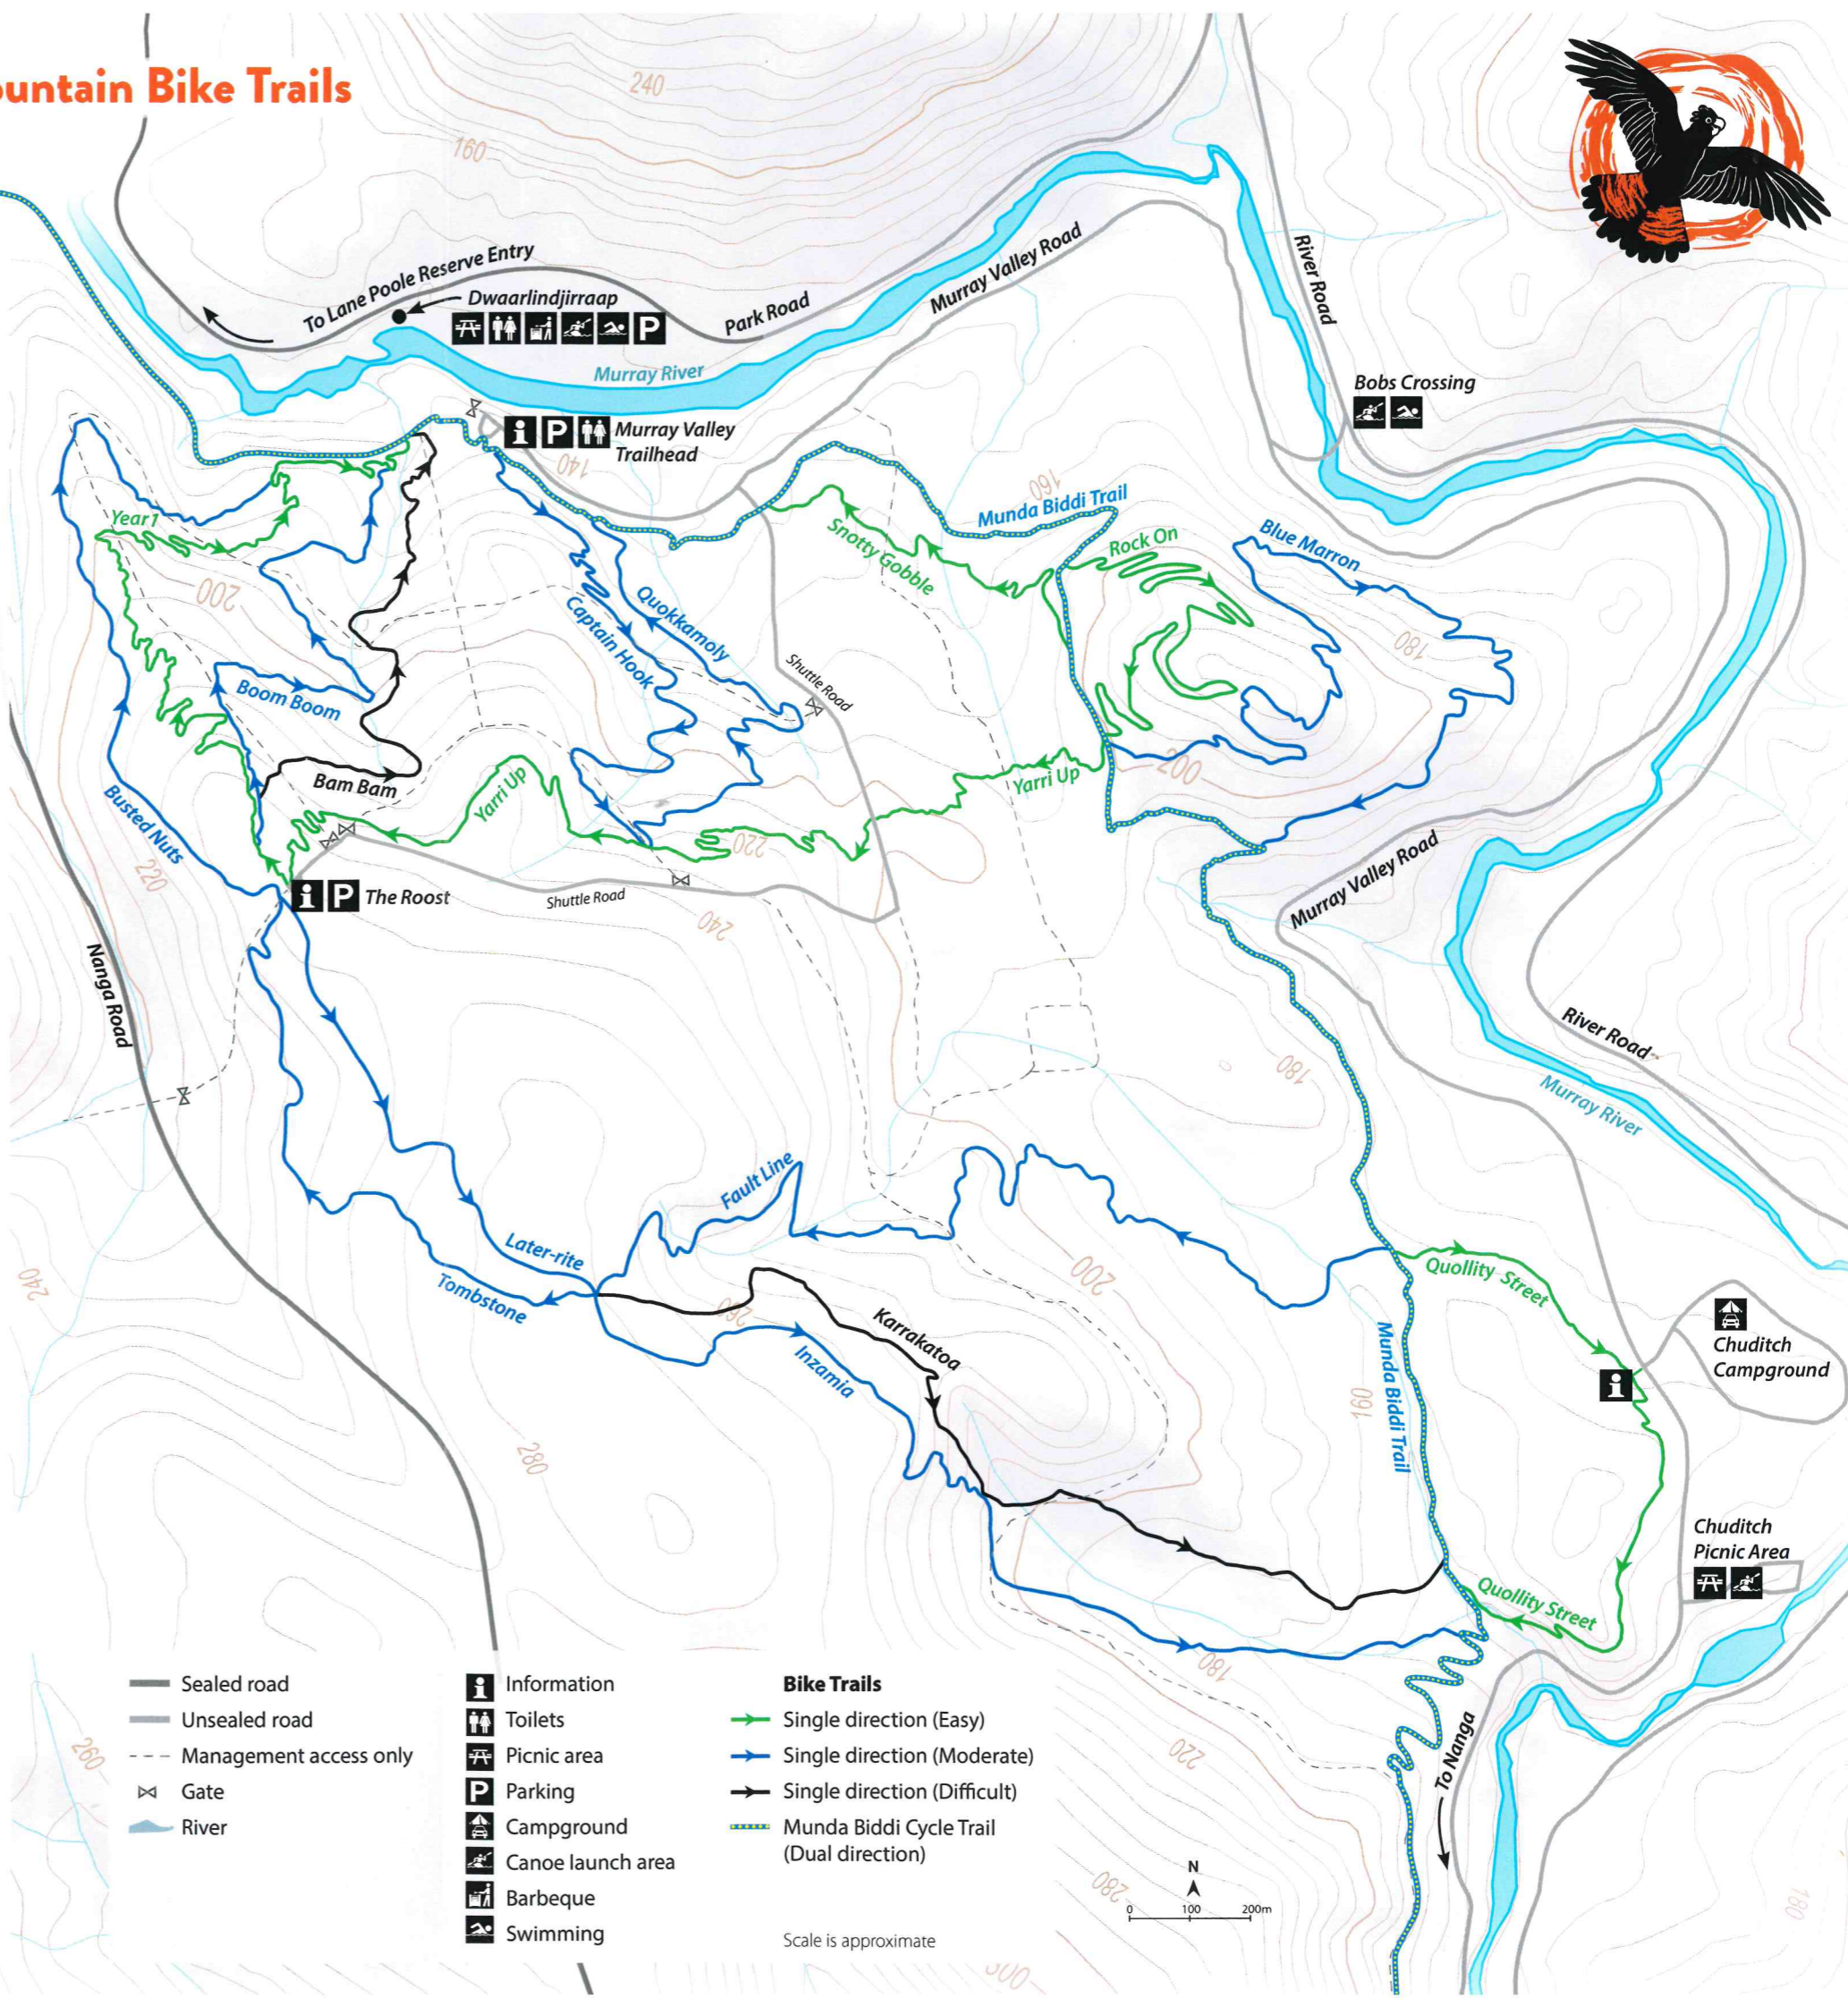 Mountain Bike Trails
240
160
To Lane Poole Reserve Entry
Dwaarlindjirraap
P
Park Road
Murray Valley Road
River Road
Murray River
Bobs Crossing
i P
Murray Valley
Trailhead
140
160
Munda Biddi Trail
Year 1
Snotty Gobble
Rock On
Blue Marron
200
Quokkamoly
Captain Hook
180
Shuttle Road
Boom Boom
Bam Bam
Yarri Up
Yarri Up
200
Busted Nuts
220
220
Murray Valley Road
i P The Roost
Shuttle Road
240
Nanga Road
River Road
180
Murray River
Fault Line
Later-rite
Tombstone
240
200
Quollity Street
260
Karrakatoa
Inzamia
Munda Biddi Trail
160
Chuditch
Campground
i
280
Chuditch
Picnic Area
Quollity Street
180
To Nanga
220
260
280
180
300
Sealed road
Unsealed road
Management access only
Gate
River
i Information
Toilets
Picnic area
P Parking
Campground
Canoe launch area
Barbeque
Swimming
Bike Trails
Single direction (Easy)
Single direction (Moderate)
Single direction (Difficult)
Munda Biddi Cycle Trail
(Dual direction)
Scale is approximate
N
0 100 200m